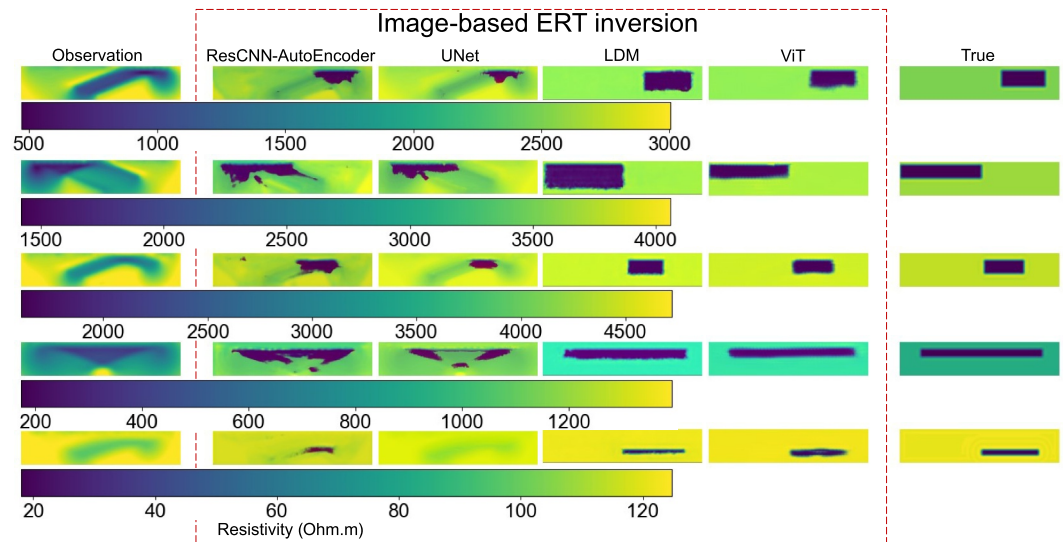 Image-based ERT inversion
Observation ResCNN-AutoEncoder UNet LDM ViT True
500 1000 1500 2000 2500 3000
1500 2000 2500 3000 3500 4000
2000 2500 3000 3500 4000 4500
200 400 600 800 1000 1200
20 40 60 80 100 120
Resistivity (Ohm.m)